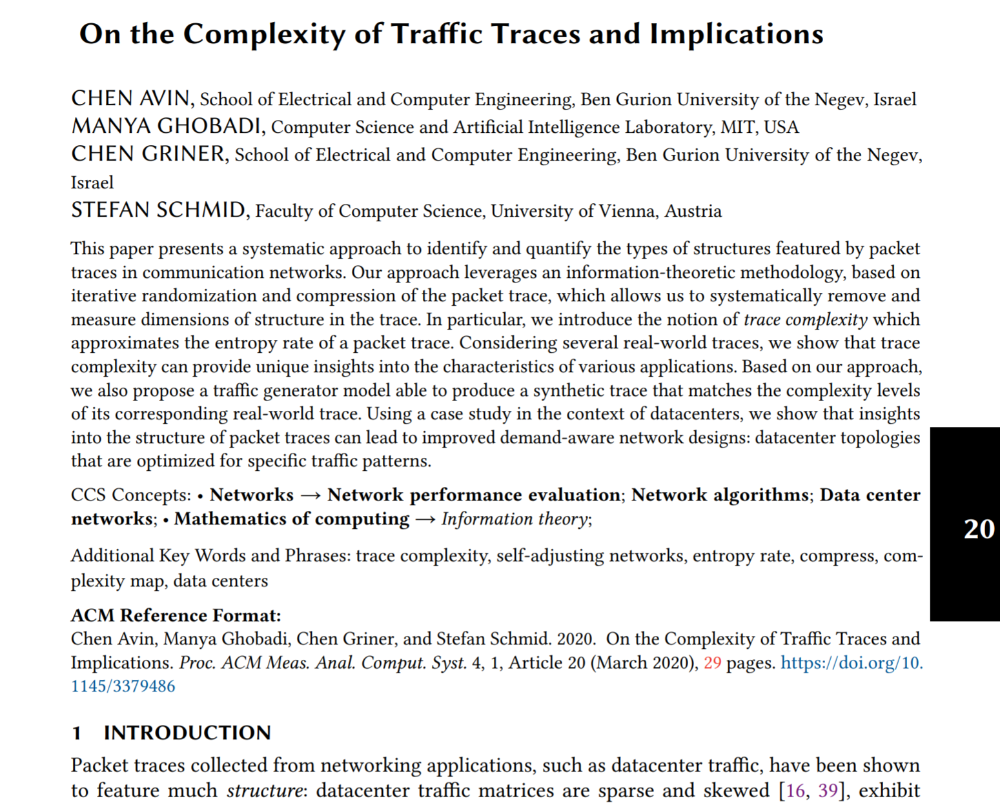 On the Complexity of Traffic Traces and Implications
CHEN AVIN, School of Electrical and Computer Engineering, Ben Gurion University of the Negev, Israel
MANYA GHOBADI, Computer Science and Artificial Intelligence Laboratory, MIT, USA
CHEN GRINER, School of Electrical and Computer Engineering, Ben Gurion University of the Negev,
Israel
STEFAN SCHMID, Faculty of Computer Science, University of Vienna, Austria
This paper presents a systematic approach to identify and quantify the types of structures featured by packet
traces in communication networks. Our approach leverages an information-theoretic methodology, based on
iterative randomization and compression of the packet trace, which allows us to systematically remove and
measure dimensions of structure in the trace. In particular, we introduce the notion of trace complexity which
approximates the entropy rate of a packet trace. Considering several real-world traces, we show that trace
complexity can provide unique insights into the characteristics of various applications. Based on our approach,
we also propose a traffic generator model able to produce a synthetic trace that matches the complexity levels
of its corresponding real-world trace. Using a case study in the context of datacenters, we show that insights
into the structure of packet traces can lead to improved demand-aware network designs: datacenter topologies
that are optimized for specific traffic patterns.
CCS Concepts: • Networks → Network performance evaluation; Network algorithms; Data center
networks; • Mathematics of computing → Information theory;
20
Additional Key Words and Phrases: trace complexity, self-adjusting networks, entropy rate, compress, com-
plexity map, data centers
ACM Reference Format:
Chen Avin, Manya Ghobadi, Chen Griner, and Stefan Schmid. 2020. On the Complexity of Traffic Traces and
Implications. Proc. ACM Meas. Anal. Comput. Syst. 4, 1, Article 20 (March 2020), 29 pages. https://doi.org/10.
1145/3379486
1 INTRODUCTION
Packet traces collected from networking applications, such as datacenter traffic, have been shown
to feature much structure: datacenter traffic matrices are sparse and skewed [16, 39], exhibit